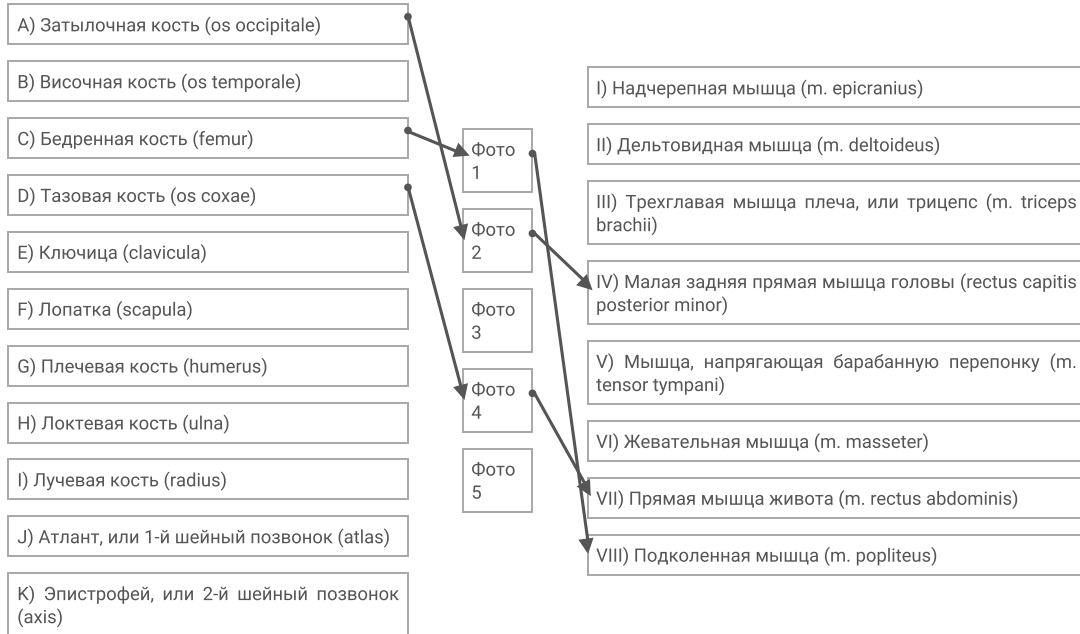 A) Затылочная кость (os occipitale)
B) Височная кость (os temporale)
C) Бедренная кость (femur)
D) Тазовая кость (os coxae)
E) Ключица (clavicula)
F) Лопатка (scapula)
G) Плечевая кость (humerus)
H) Локтевая кость (ulna)
I) Лучевая кость (radius)
J) Атлант, или 1-й шейный позвонок (atlas)
K) Эпистрофей, или 2-й шейный позвонок
(axis)
Фото
1
Фото
2
Фото
3
Фото
4
Фото
5
I) Надчерепная мышца (m. epicranius)
II) Дельтовидная мышца (m. deltoideus)
III) Трехглавая мышца плеча, или трицепс (m. triceps
brachii)
IV) Малая задняя прямая мышца головы (rectus capitis
posterior minor)
V) Мышца, напрягающая барабанную перепонку (m.
tensor tympani)
VI) Жевательная мышца (m. masseter)
VII) Прямая мышца живота (m. rectus abdominis)
VIII) Подколенная мышца (m. popliteus)